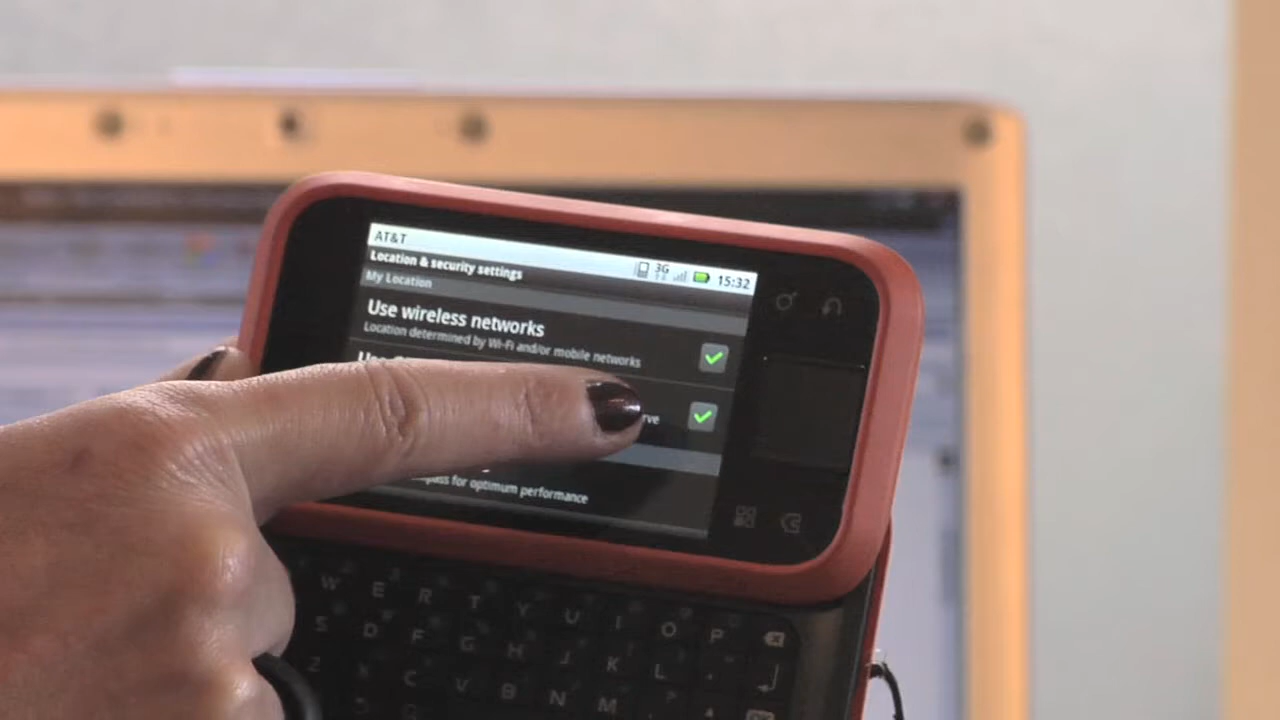 AT&T
3G
15:32
Location & security settings
My Location
Use wireless networks
Location determined by Wi-Fi and/or mobile networks
for optimum performance
W E R T Y U I O P
S D F G H J K L
Z X C V B N M